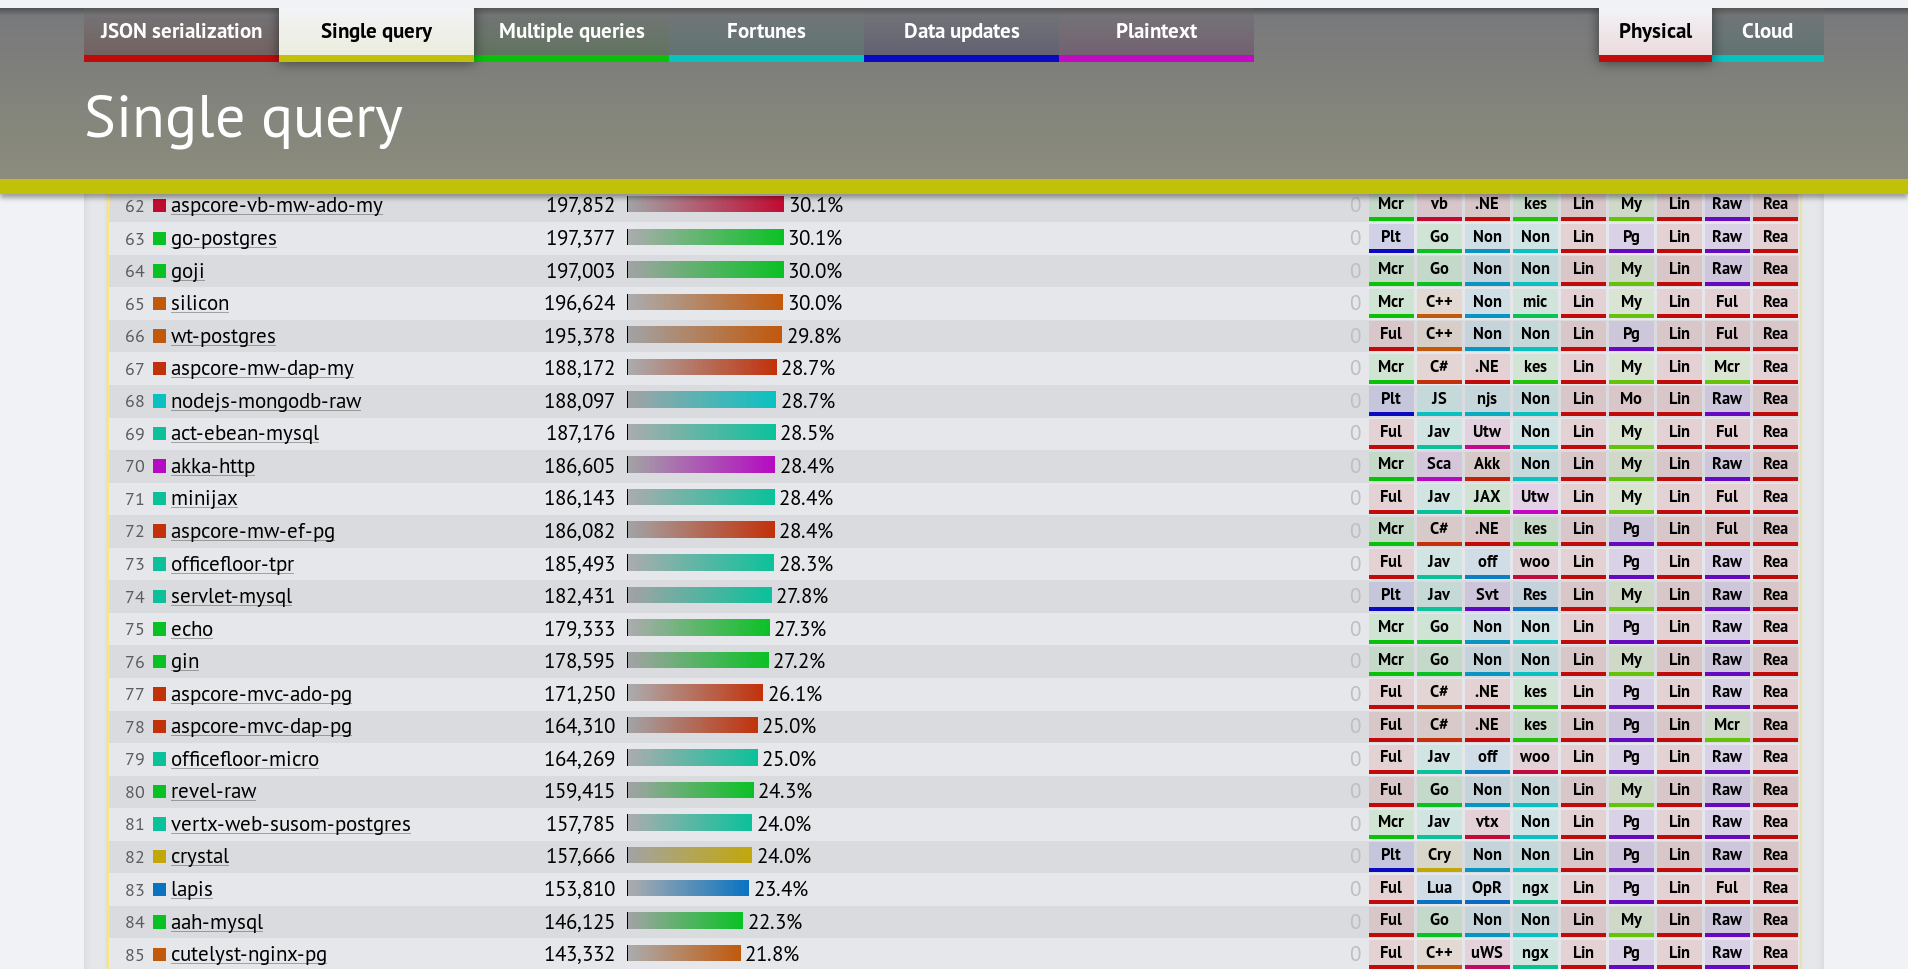 JSON serialization Single query Multiple queries Fortunes Data updates Plaintext Physical Cloud
Single query
62 aspcore-vb-mw-ado-my 197,852 30.1% 0 Mcr vb .NE kes Lin My Lin Raw Rea
63 go-postgres 197,377 30.1% 0 Plt Go Non Non Lin Pg Lin Raw Rea
64 goji 197,003 30.0% 0 Mcr Go Non Non Lin My Lin Raw Rea
65 silicon 196,624 30.0% 0 Mcr C++ Non mic Lin My Lin Ful Rea
66 wt-postgres 195,378 29.8% 0 Ful C++ Non Non Lin Pg Lin Ful Rea
67 aspcore-mw-dap-my 188,172 28.7% 0 Mcr C# .NE kes Lin My Lin Mcr Rea
68 nodejs-mongodb-raw 188,097 28.7% 0 Plt JS njs Non Lin Mo Lin Raw Rea
69 act-ebean-mysql 187,176 28.5% 0 Ful Jav Utw Non Lin My Lin Ful Rea
70 akka-http 186,605 28.4% 0 Mcr Sca Akk Non Lin My Lin Raw Rea
71 minijax 186,143 28.4% 0 Ful Jav JAX Utw Lin My Lin Ful Rea
72 aspcore-mw-ef-pg 186,082 28.4% 0 Mcr C# .NE kes Lin Pg Lin Ful Rea
73 officefloor-tpr 185,493 28.3% 0 Ful Jav off woo Lin Pg Lin Raw Rea
74 servlet-mysql 182,431 27.8% 0 Plt Jav Svt Res Lin My Lin Raw Rea
75 echo 179,333 27.3% 0 Mcr Go Non Non Lin Pg Lin Raw Rea
76 gin 178,595 27.2% 0 Mcr Go Non Non Lin My Lin Raw Rea
77 aspcore-mvc-ado-pg 171,250 26.1% 0 Ful C# .NE kes Lin Pg Lin Raw Rea
78 aspcore-mvc-dap-pg 164,310 25.0% 0 Ful C# .NE kes Lin Pg Lin Mcr Rea
79 officefloor-micro 164,269 25.0% 0 Ful Jav off woo Lin Pg Lin Raw Rea
80 revel-raw 159,415 24.3% 0 Ful Go Non Non Lin My Lin Raw Rea
81 vertx-web-susom-postgres 157,785 24.0% 0 Mcr Jav vtx Non Lin Pg Lin Raw Rea
82 crystal 157,666 24.0% 0 Plt Cry Non Non Lin Pg Lin Raw Rea
83 lapis 153,810 23.4% 0 Ful Lua OpR ngx Lin Pg Lin Ful Rea
84 aah-mysql 146,125 22.3% 0 Ful Go Non Non Lin My Lin Raw Rea
85 cutelyst-nginx-pg 143,332 21.8% 0 Ful C++ uWS ngx Lin Pg Lin Raw Rea